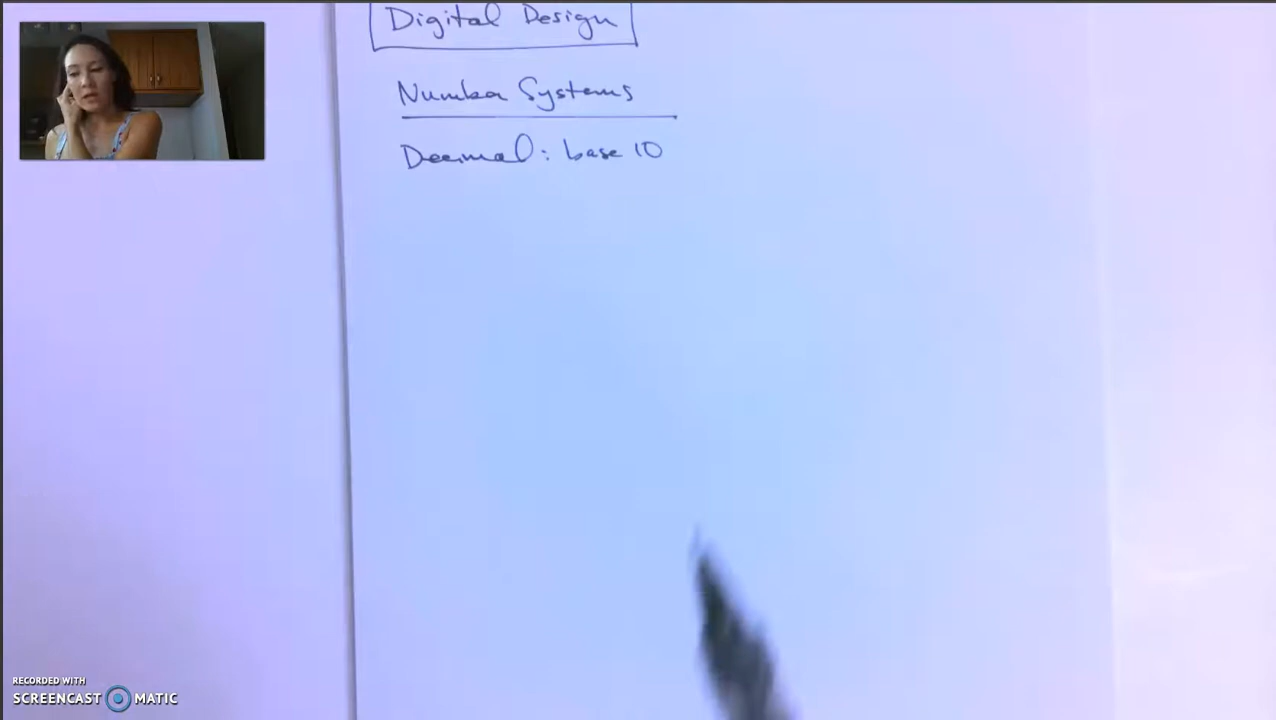 Digital Design
Number Systems
Decimal: base 10
RECORDED WITH
SCREENCAST MATIC